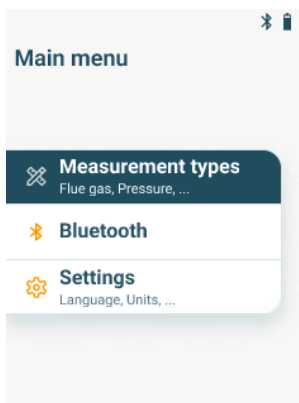 Main menu
Measurement types
Flue gas, Pressure, ...
Bluetooth
Settings
Language, Units, ...